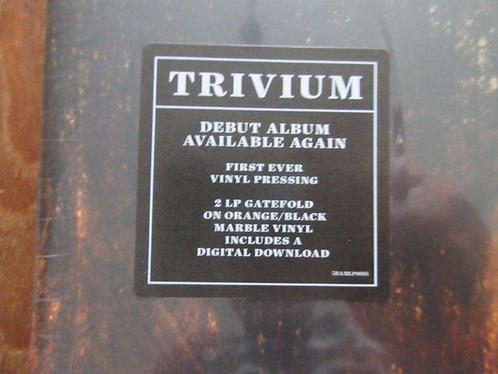 TRIVIUM
DEBUT ALBUM
AVAILABLE AGAIN
FIRST EVER
VINYL PRESSING
2 LP GATEFOLD
ON ORANGE/BLACK
MARBLE VINYL
INCLUDES A
DIGITAL DOWNLOAD